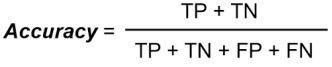 TP + TN
Accuracy =
TP + TN + FP + FN